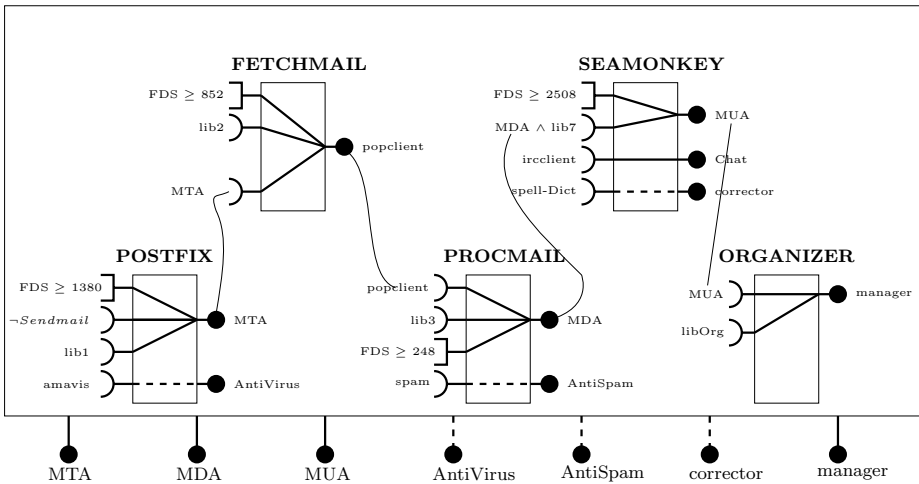 FETCHMAIL
FDS ≥ 852
lib2
MTA
popclient
SEAMONKEY
FDS ≥ 2508
MDA ∧ lib7
ircclient
spell-Dict
MUA
Chat
corrector
POSTFIX
FDS ≥ 1380
¬Sendmail
lib1
amavis
MTA
AntiVirus
PROCMAIL
popclient
lib3
FDS ≥ 248
spam
MDA
AntiSpam
ORGANIZER
MUA
libOrg
manager
MTA
MDA
MUA
AntiVirus
AntiSpam
corrector
manager